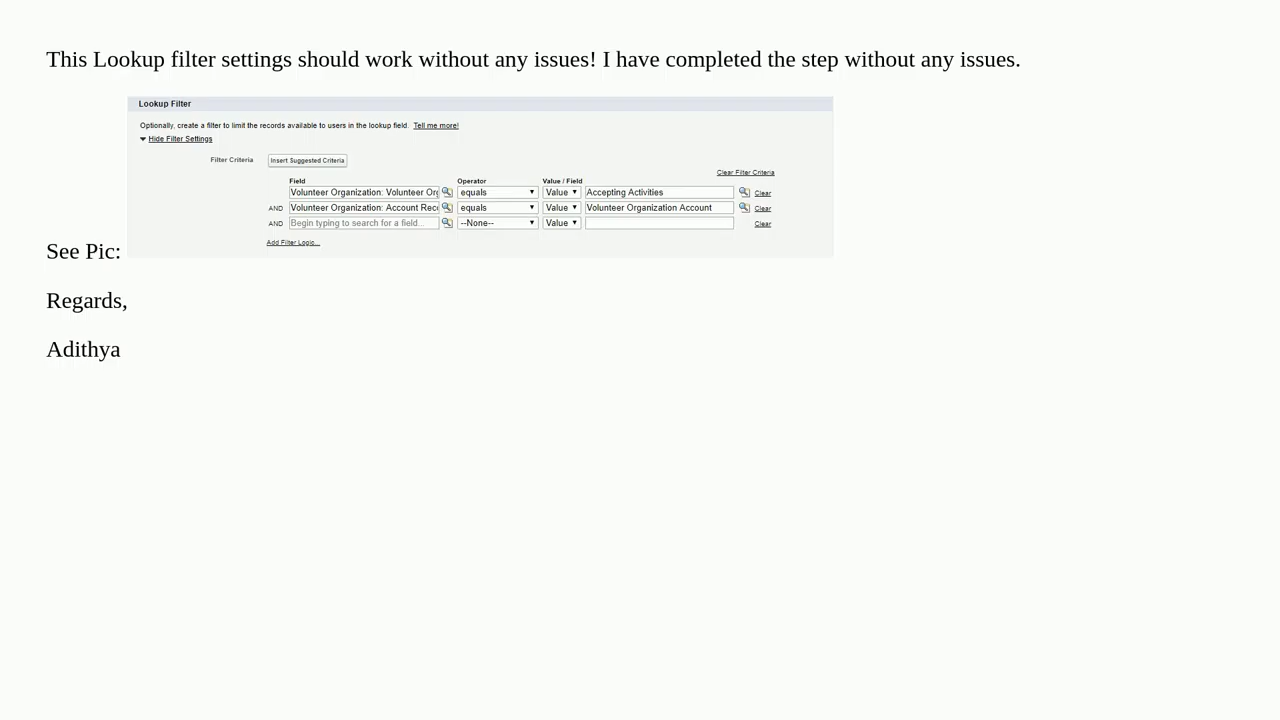 This Lookup filter settings should work without any issues! I have completed the step without any issues.
Lookup Filter
Optionally, create a filter to limit the records available to users in the lookup field. Tell me more!
Hide Filter Settings
Filter Criteria Insert Suggested Criteria
Clear Filter Criteria
Field Operator Value / Field
Volunteer Organization: Volunteer Org equals Value Accepting Activities Clear
AND Volunteer Organization: Account Reco equals Value Volunteer Organization Account Clear
AND Begin typing to search for a field... --None-- Value Clear
Add Filter Logic...
See Pic:
Regards,
Adithya